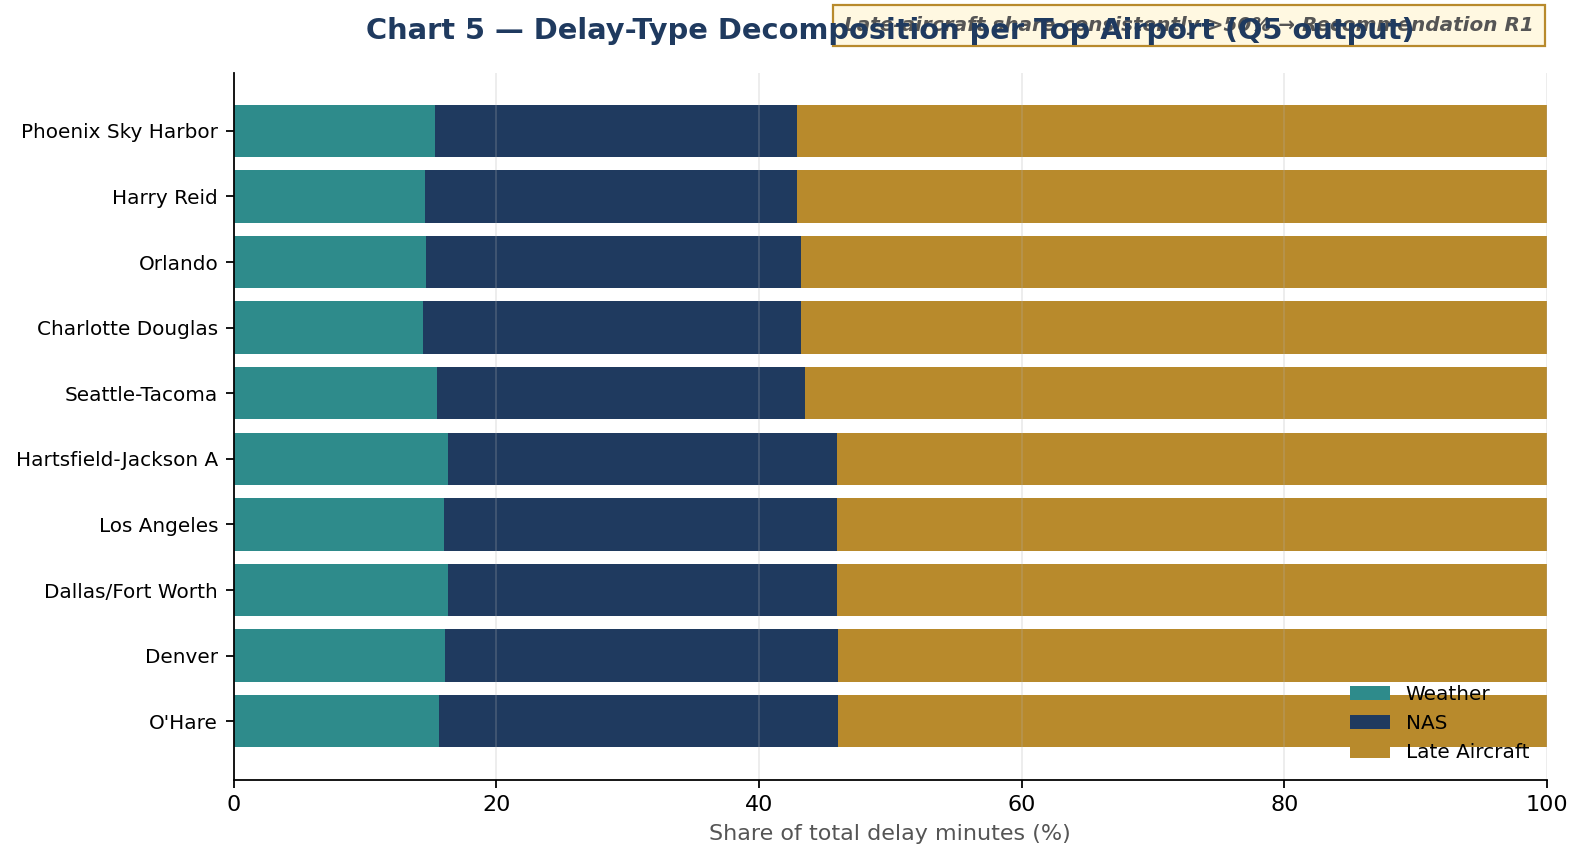 Late-aircraft share consistently >50% → Recommendation R1
Chart 5 — Delay-Type Decomposition per Top Airport (Q5 output)
Phoenix Sky Harbor
Harry Reid
Orlando
Charlotte Douglas
Seattle-Tacoma
Hartsfield-Jackson A
Los Angeles
Dallas/Fort Worth
Denver
O'Hare
Weather
NAS
Late Aircraft
0 20 40 60 80 100
Share of total delay minutes (%)